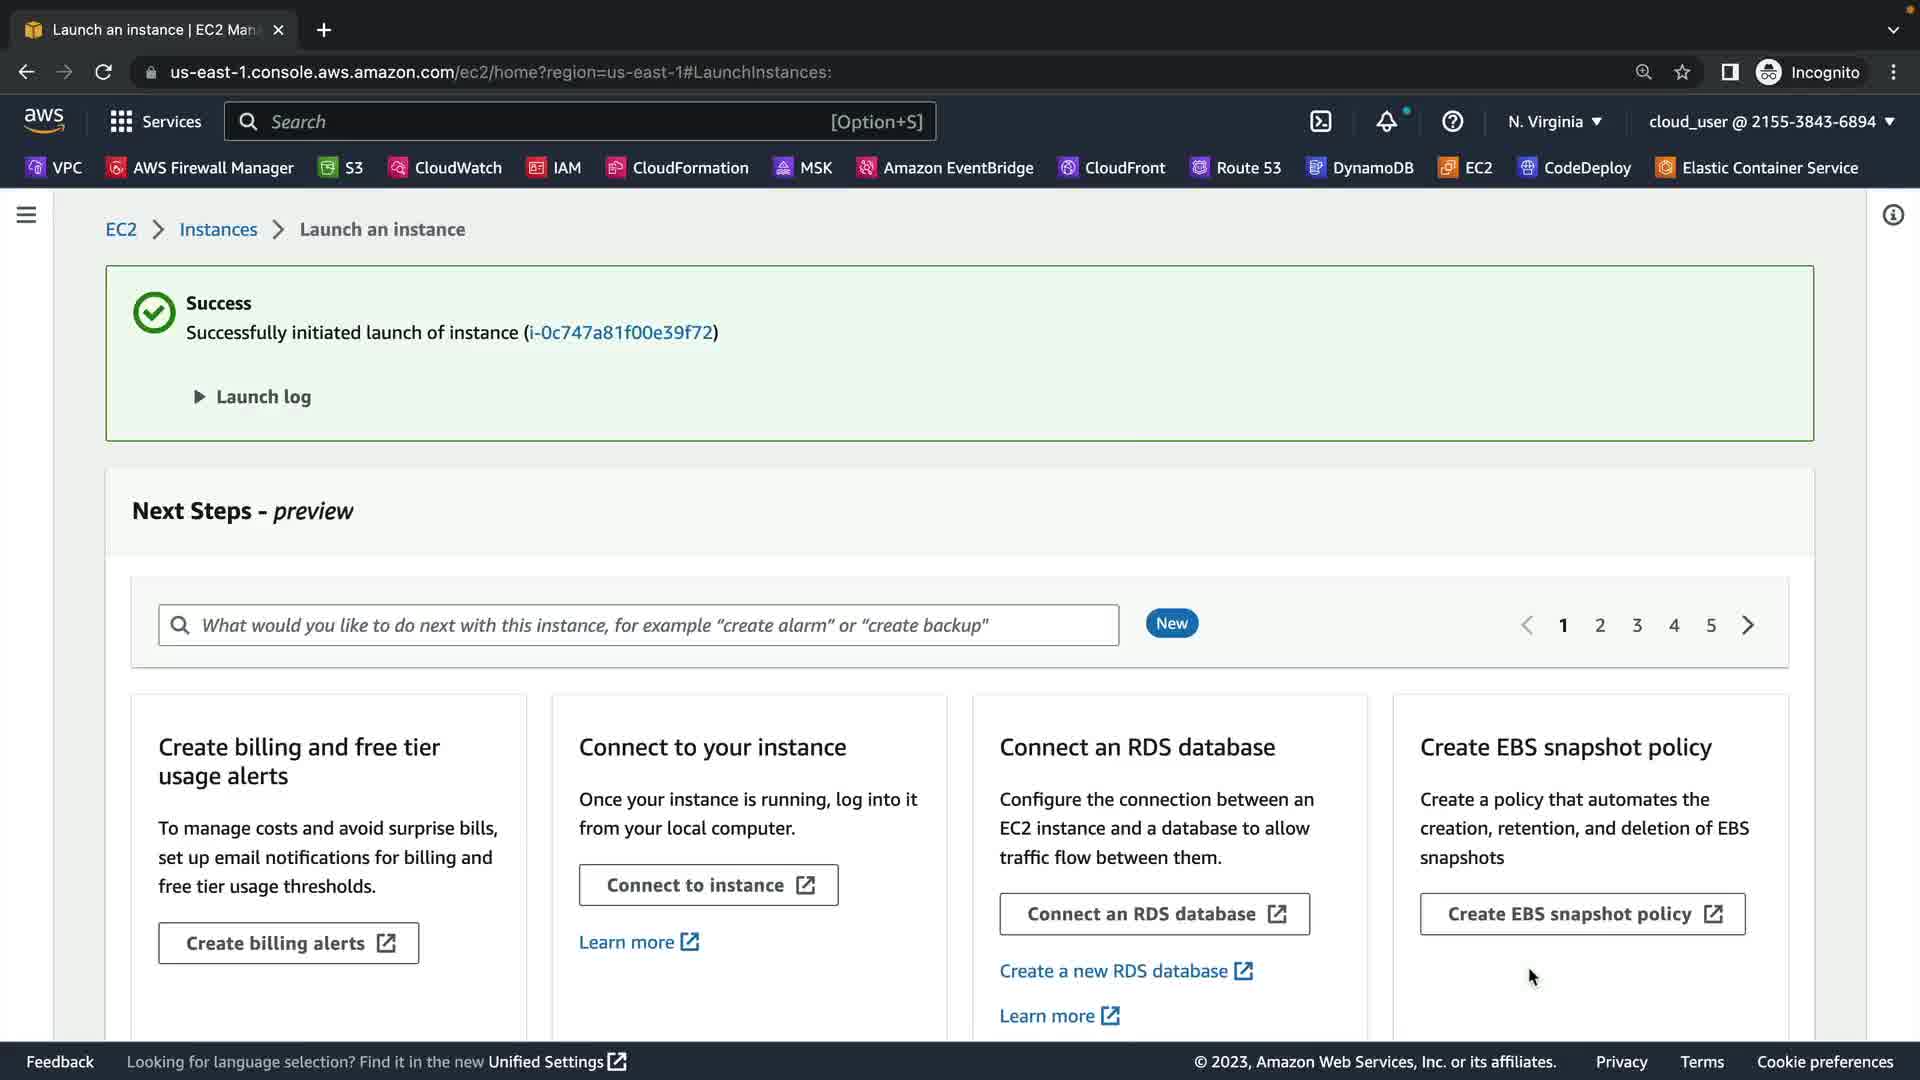 Launch an instance | EC2 Man
us-east-1.console.aws.amazon.com/ec2/home?region=us-east-1#LaunchInstances:
Incognito
aws
Services
Search
[Option+S]
N. Virginia
cloud_user @ 2155-3843-6894
VPC
AWS Firewall Manager
S3
CloudWatch
IAM
CloudFormation
MSK
Amazon EventBridge
CloudFront
Route 53
DynamoDB
EC2
CodeDeploy
Elastic Container Service
EC2 > Instances > Launch an instance
Success
Successfully initiated launch of instance (i-0c747a81f00e39f72)
Launch log
Next Steps - preview
What would you like to do next with this instance, for example “create alarm” or “create backup"
New
1 2 3 4 5
Create billing and free tier
usage alerts
To manage costs and avoid surprise bills,
set up email notifications for billing and
free tier usage thresholds.
Create billing alerts
Connect to your instance
Once your instance is running, log into it
from your local computer.
Connect to instance
Learn more
Connect an RDS database
Configure the connection between an
EC2 instance and a database to allow
traffic flow between them.
Connect an RDS database
Create a new RDS database
Learn more
Create EBS snapshot policy
Create a policy that automates the
creation, retention, and deletion of EBS
snapshots
Create EBS snapshot policy
Feedback
Looking for language selection? Find it in the new Unified Settings
© 2023, Amazon Web Services, Inc. or its affiliates.
Privacy
Terms
Cookie preferences